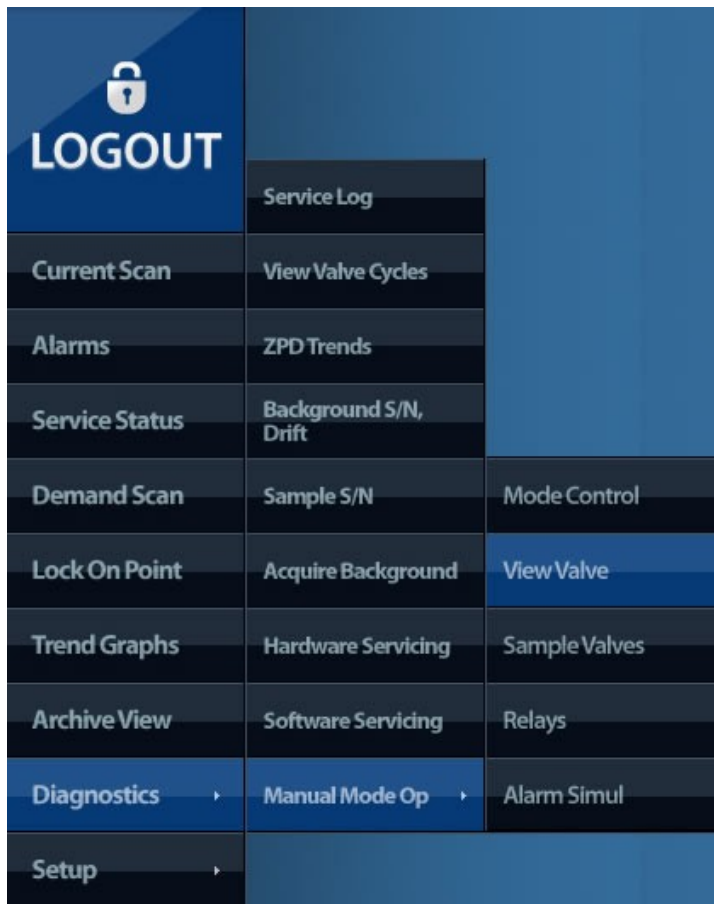 LOGOUT
Current Scan
Alarms
Service Status
Demand Scan
Lock On Point
Trend Graphs
Archive View
Diagnostics
Setup
Service Log
View Valve Cycles
ZPD Trends
Background S/N,
Drift
Sample S/N
Acquire Background
Hardware Servicing
Software Servicing
Manual Mode Op
Mode Control
View Valve
Sample Valves
Relays
Alarm Simul